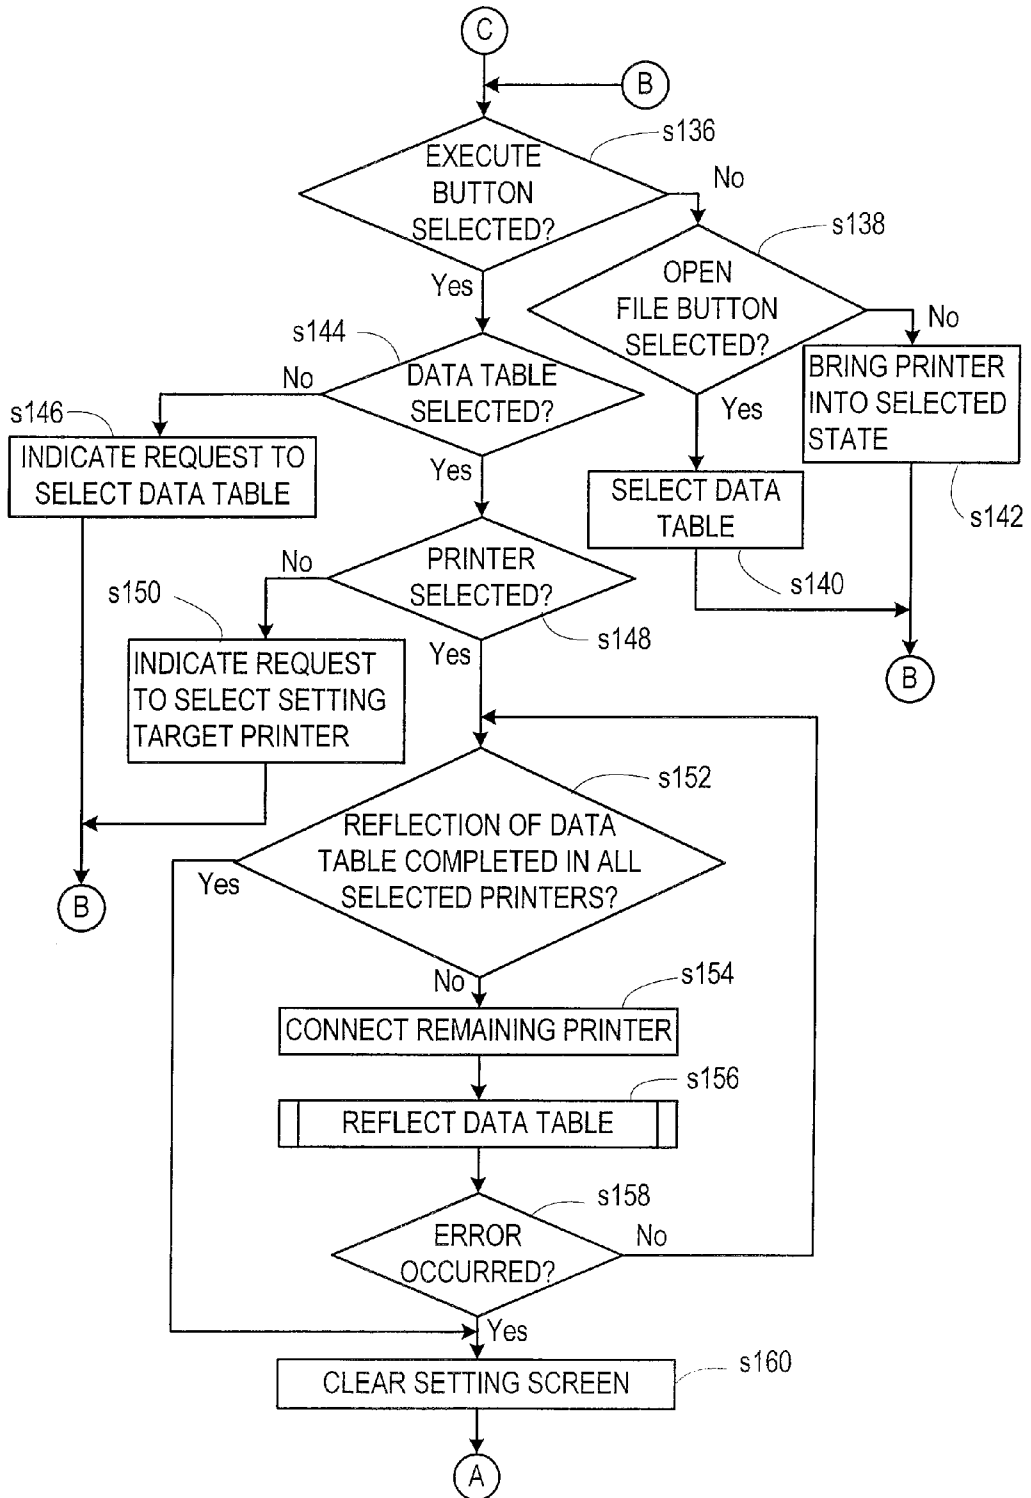 C
B
s136
EXECUTE
BUTTON
SELECTED?
No
Yes
s138
OPEN
FILE BUTTON
SELECTED?
No
Yes
BRING PRINTER
INTO SELECTED
STATE
s142
SELECT DATA
TABLE
s140
B
s144
DATA TABLE
SELECTED?
No
Yes
s146
INDICATE REQUEST TO
SELECT DATA TABLE
PRINTER
SELECTED?
No
s148
Yes
s150
INDICATE REQUEST
TO SELECT SETTING
TARGET PRINTER
B
s152
REFLECTION OF DATA
TABLE COMPLETED IN ALL
SELECTED PRINTERS?
Yes
No
s154
CONNECT REMAINING PRINTER
s156
REFLECT DATA TABLE
s158
ERROR
OCCURRED?
No
Yes
s160
CLEAR SETTING SCREEN
A